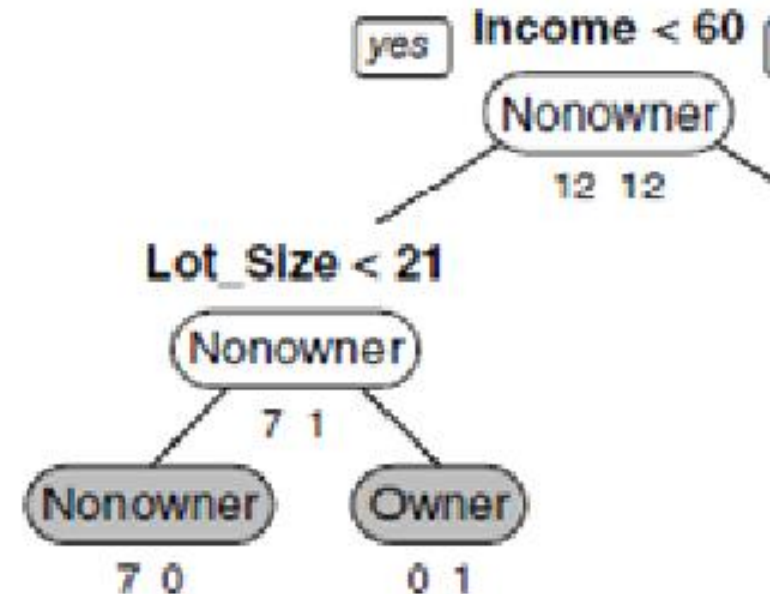 yes Income < 60
Nonowner
12 12
Lot_Size < 21
Nonowner
7 1
Nonowner Owner
7 0 0 1